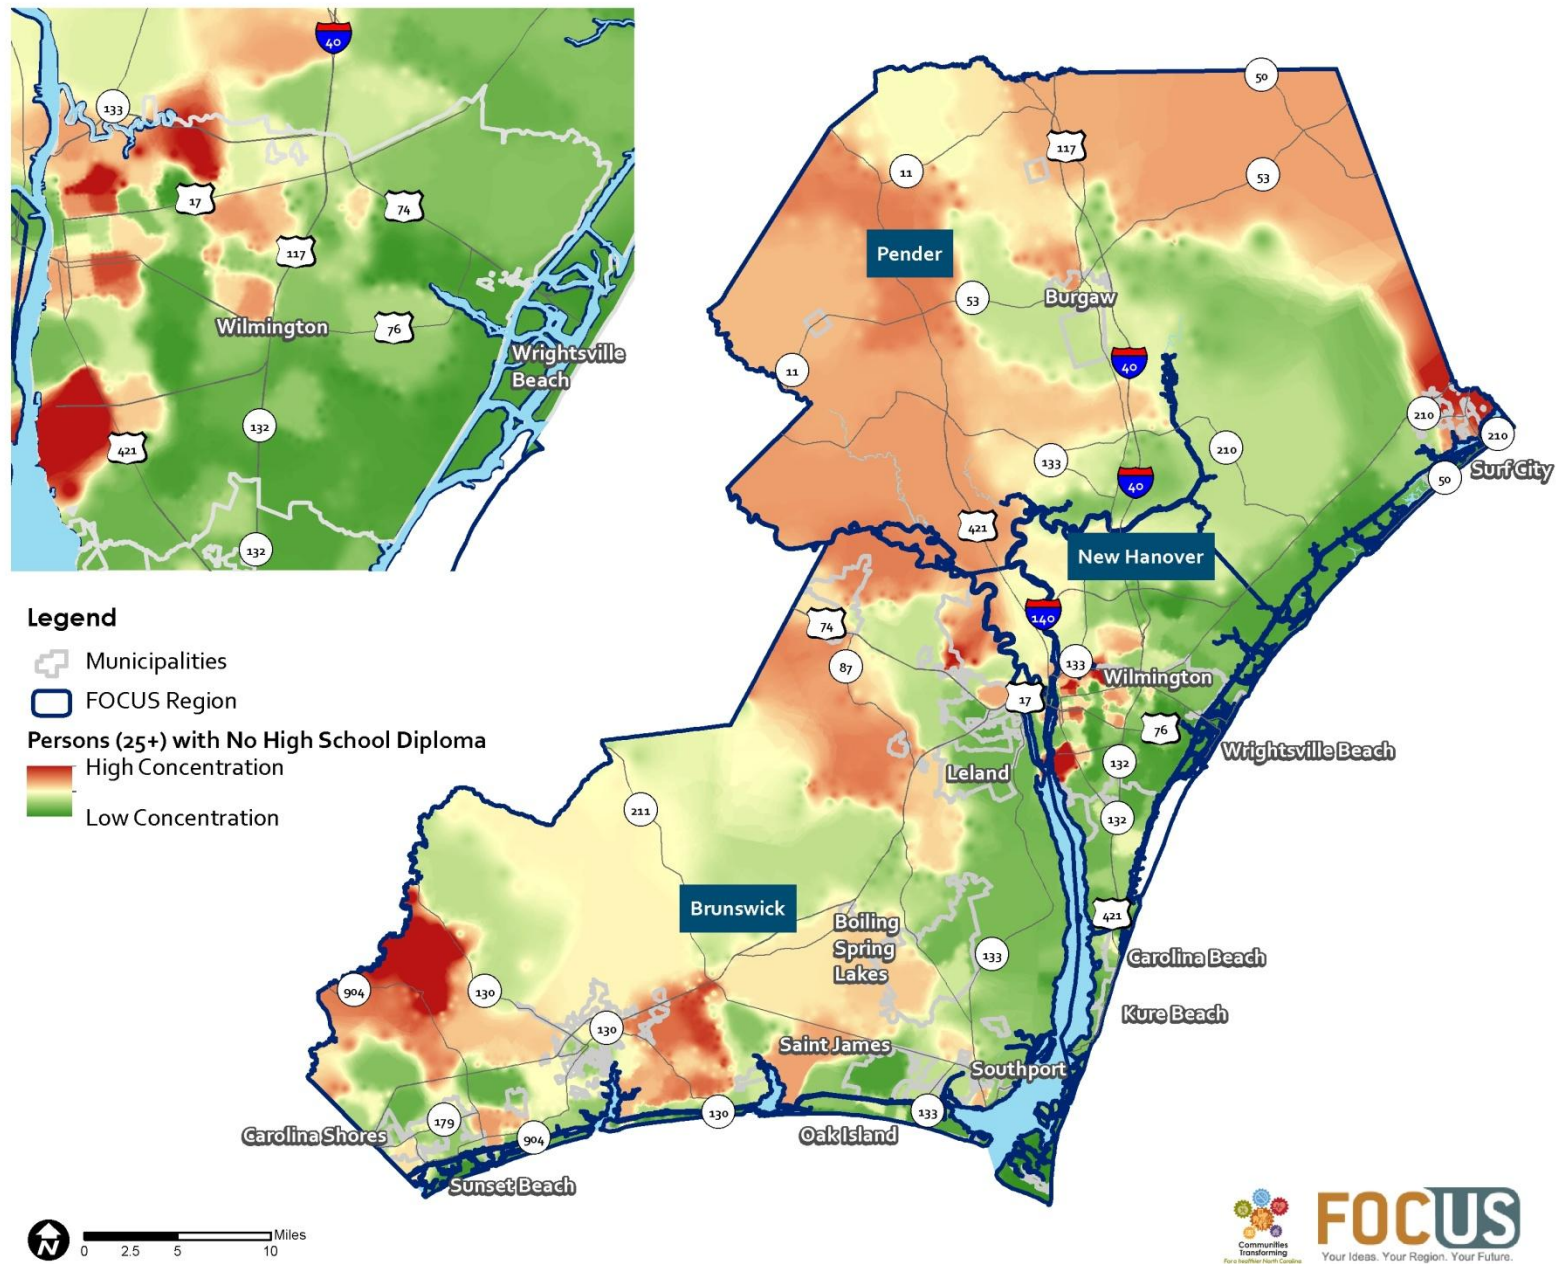 40
133
17
74
117
Wilmington
76
Wrightsville
Beach
132
421
132
50
117
11
53
Pender
53
Burgaw
11
40
210
210
133
210
40
Surf City
50
421
New Hanover
140
74
87
133
Wilmington
17
76
Wrightsville Beach
132
Leland
132
211
Brunswick
421
Boiling
Spring
Lakes
133
Carolina Beach
904
130
Kure Beach
130
Saint James
Southport
179
130
133
Carolina Shores
904
Oak Island
Sunset Beach
Legend
Municipalities
FOCUS Region
Persons (25+) with No High School Diploma
High Concentration
Low Concentration
N
Miles
0 2.5 5 10
Communities
Transforming
For a healthier North Carolina
FOCUS
Your Ideas. Your Region. Your Future.